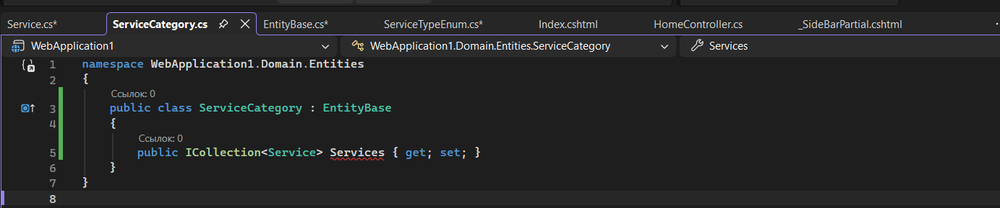 Service.cs* ServiceCategory.cs EntityBase.cs* ServiceTypeEnum.cs* Index.cshtml HomeController.cs _SideBarPartial.cshtml
WebApplication1 WebApplication1.Domain.Entities.ServiceCategory Services
1 namespace WebApplication1.Domain.Entities
2 {
Ссылок: 0
3 public class ServiceCategory : EntityBase
4 {
Ссылок: 0
5 public ICollection<Service> Services { get; set; }
6 }
7 }
8